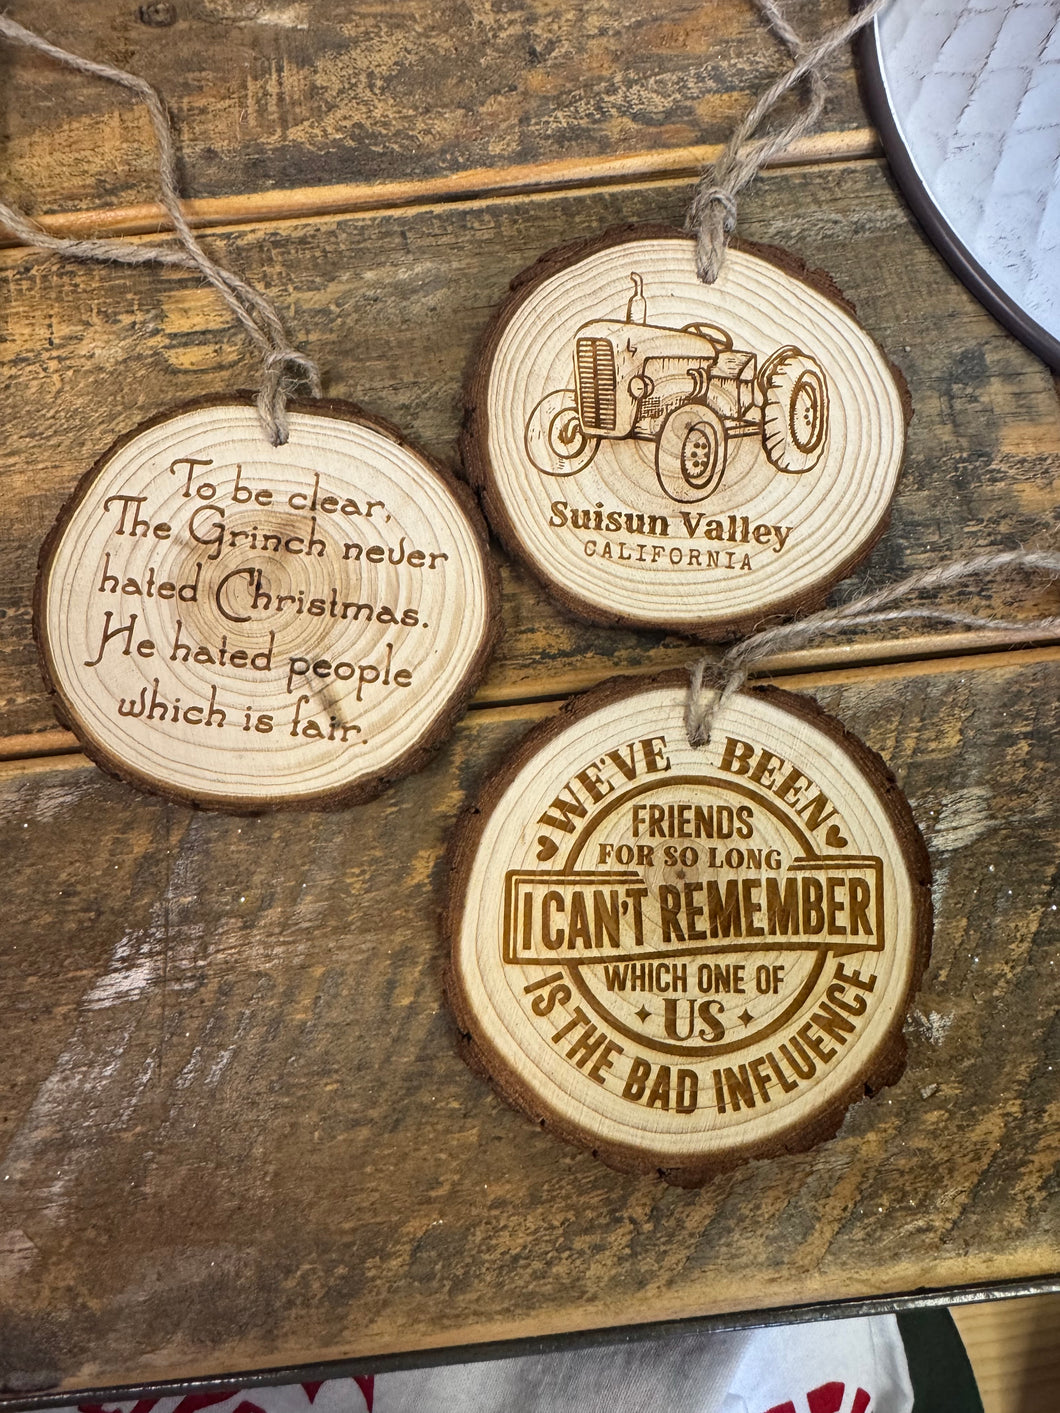 To be clear,
The Grinch never
hated Christmas.
He hated people
which is fair.
Suisun Valley
CALIFORNIA
WE'VE BEEN
FRIENDS
FOR SO LONG
I CAN'T REMEMBER
WHICH ONE OF
US
IS THE BAD INFLUENCE